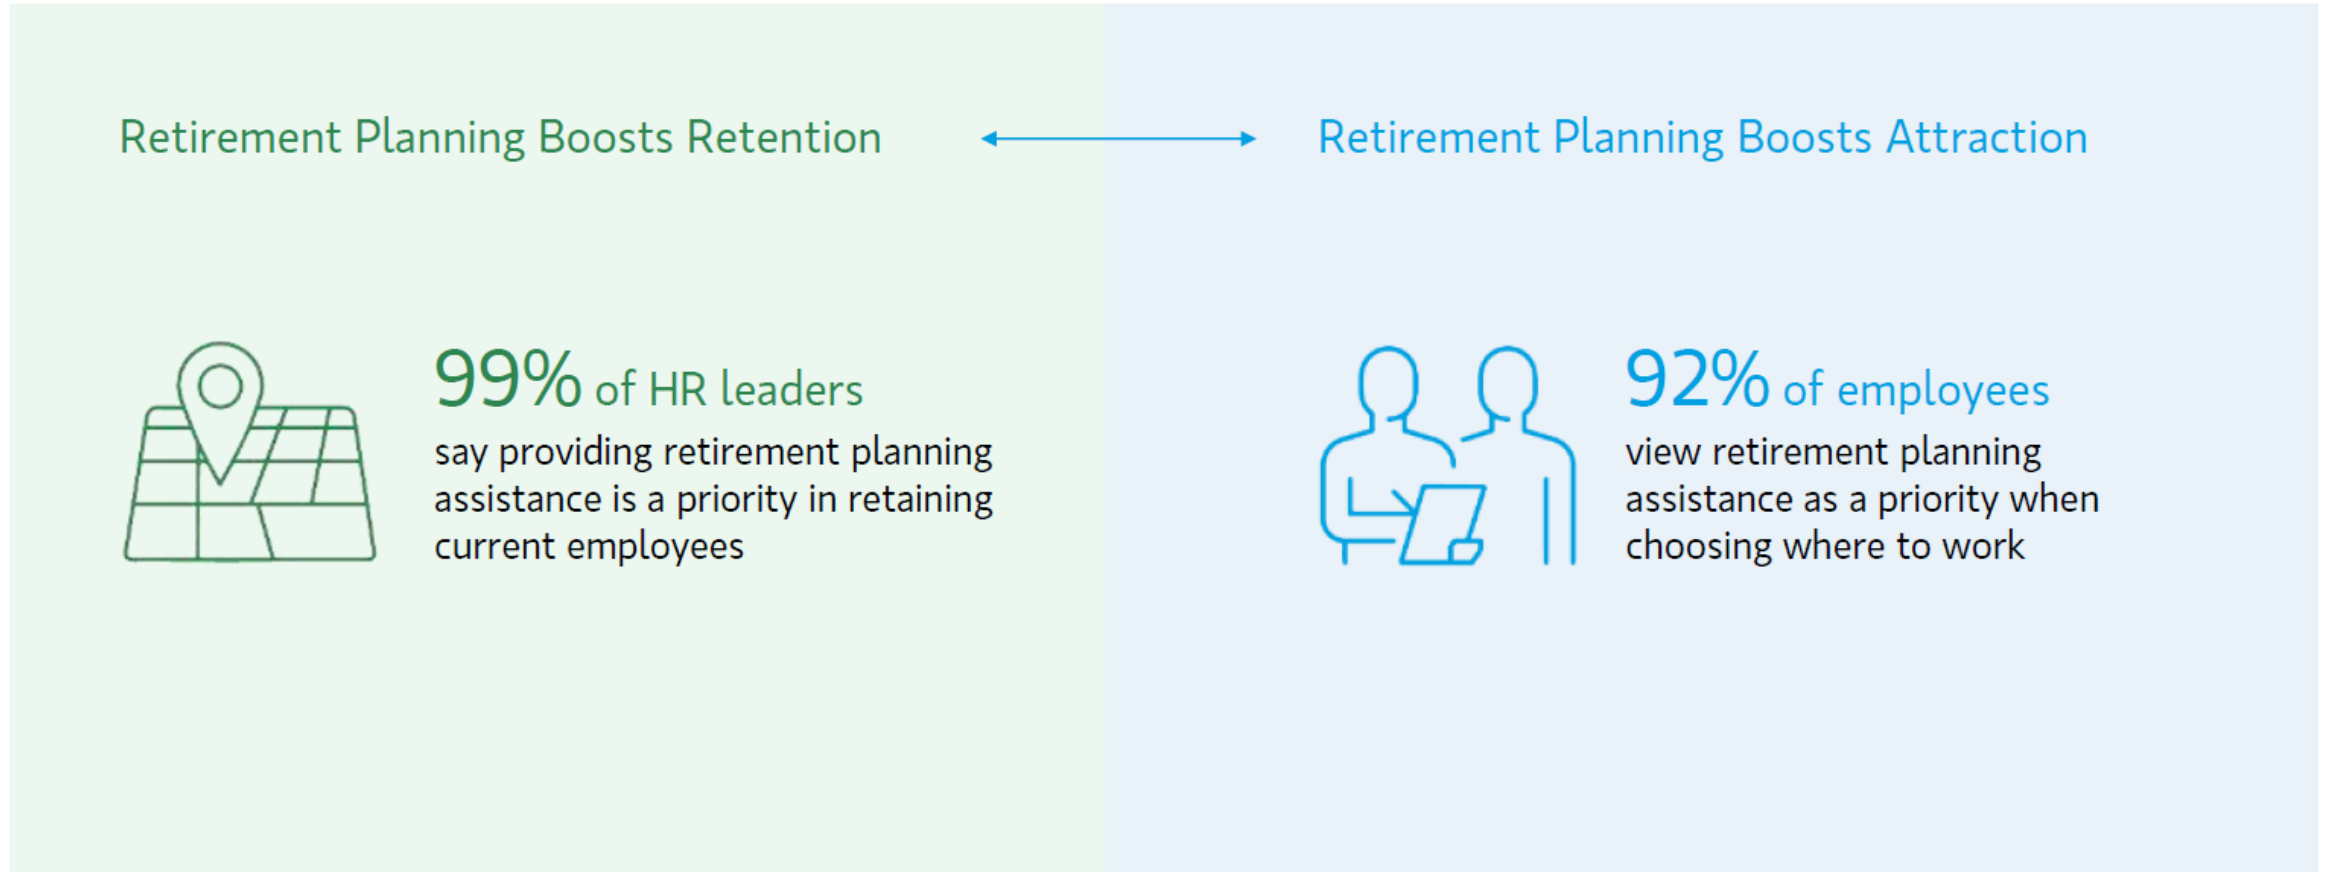 Retirement Planning Boosts Retention
99% of HR leaders
say providing retirement planning
assistance is a priority in retaining
current employees
Retirement Planning Boosts Attraction
92% of employees
view retirement planning
assistance as a priority when
choosing where to work